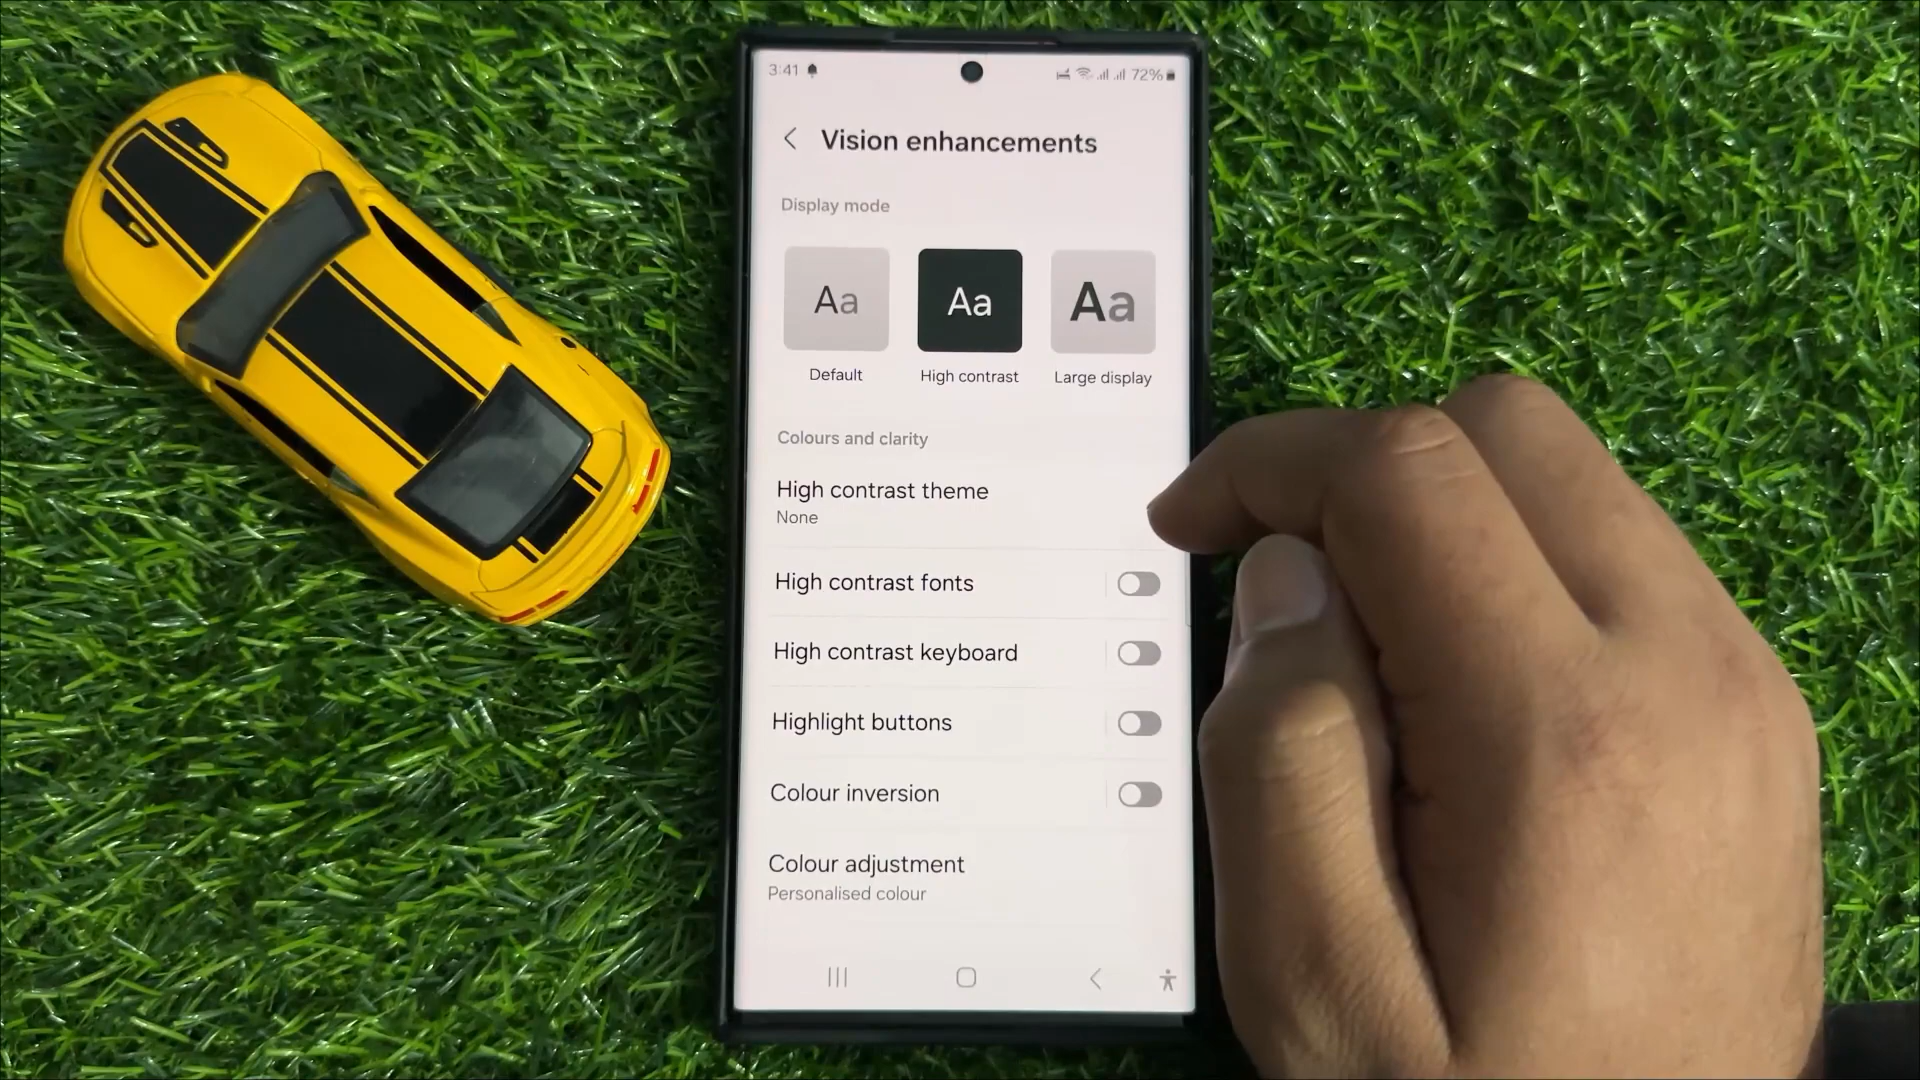 3:41
72%
Vision enhancements
Display mode
Aa
Aa
Aa
Default
High contrast
Large display
Colours and clarity
High contrast theme
None
High contrast fonts
High contrast keyboard
Highlight buttons
Colour inversion
Colour adjustment
Personalised colour